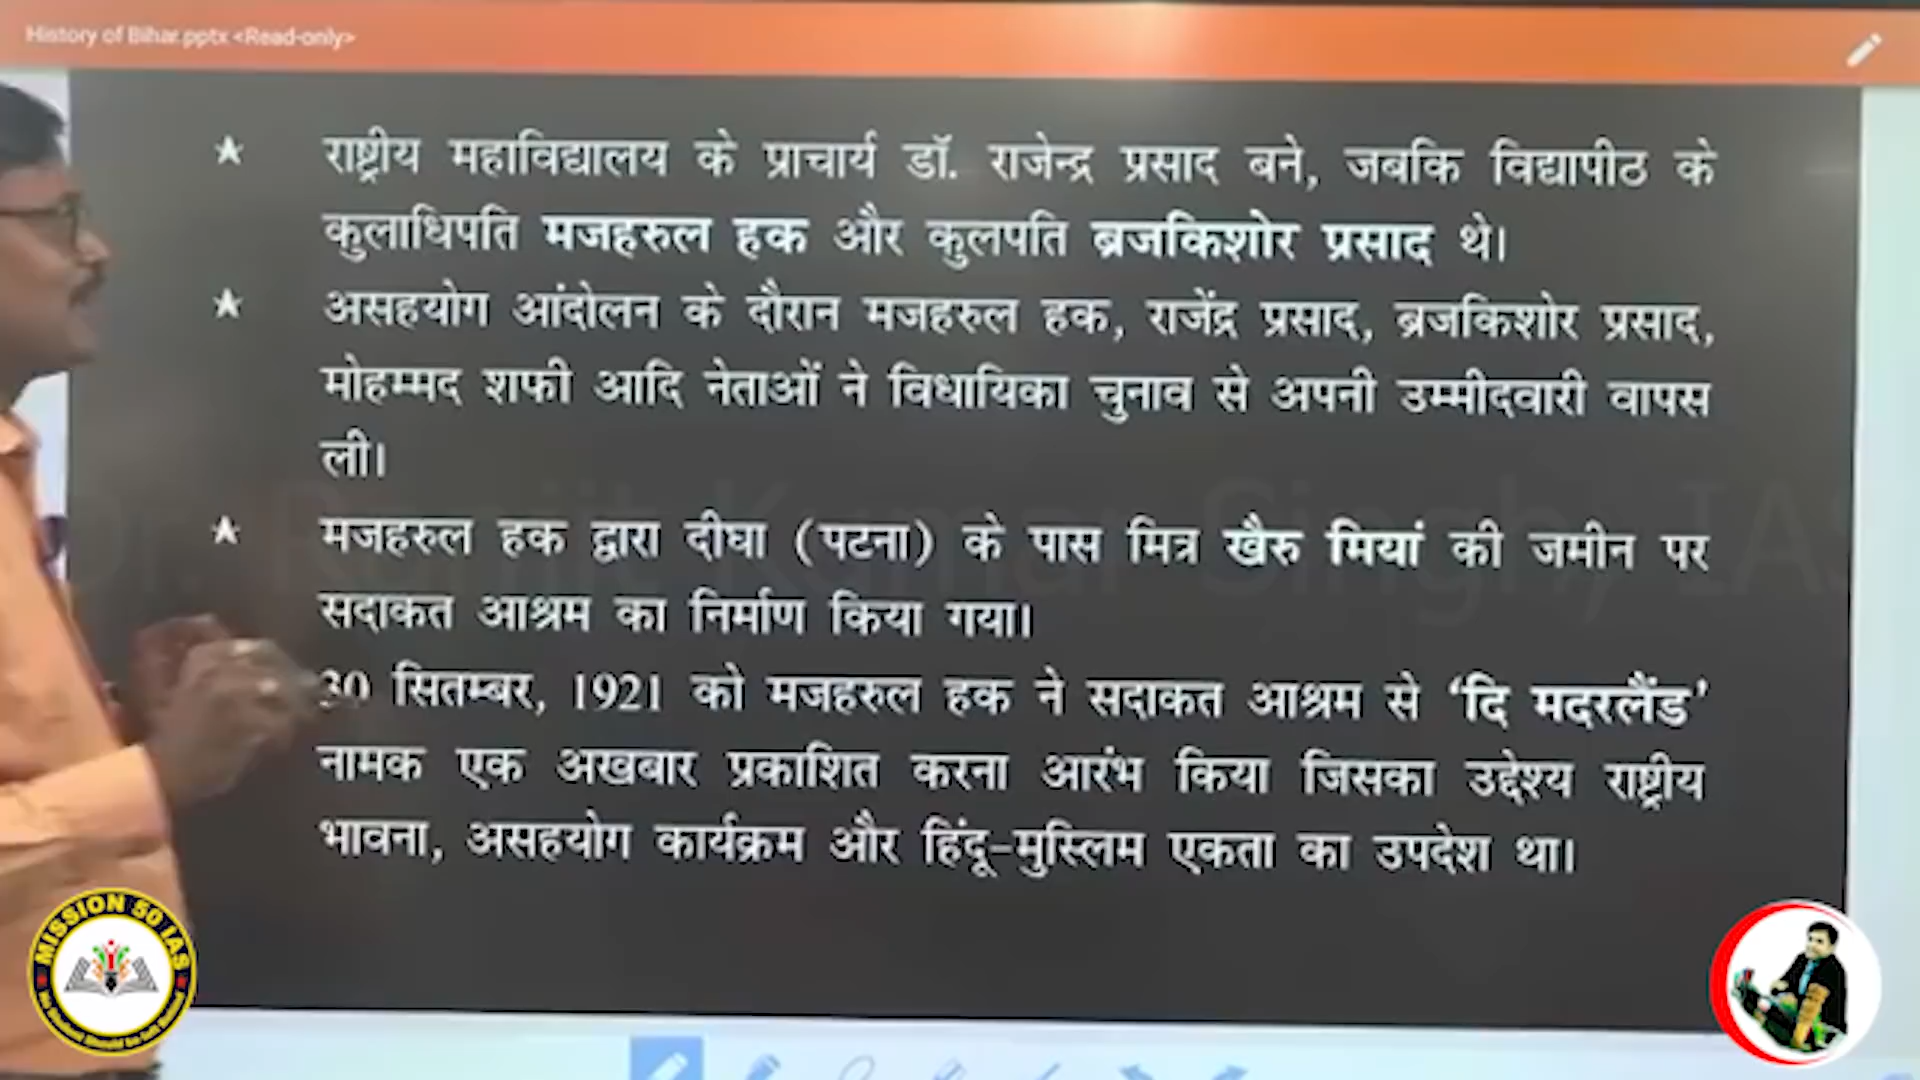 History of Bihar.pptx <Read-only>
★ राष्ट्रीय महाविद्यालय के प्राचार्य डॉ. राजेन्द्र प्रसाद बने, जबकि विद्यापीठ के
कुलाधिपति मजहरुल हक और कुलपति ब्रजकिशोर प्रसाद थे।
★ असहयोग आंदोलन के दौरान मजहरुल हक, राजेंद्र प्रसाद, ब्रजकिशोर प्रसाद,
मोहम्मद शफी आदि नेताओं ने विधायिका चुनाव से अपनी उम्मीदवारी वापस
ली।
★ मजहरुल हक द्वारा दीघा (पटना) के पास मित्र खैरु मियां की जमीन पर
सदाकत आश्रम का निर्माण किया गया।
30 सितम्बर, 1921 को मजहरुल हक ने सदाकत आश्रम से ‘दि मदरलैंड’
नामक एक अखबार प्रकाशित करना आरंभ किया जिसका उद्देश्य राष्ट्रीय
भावना, असहयोग कार्यक्रम और हिंदू-मुस्लिम एकता का उपदेश था।
MISSION 50 IAS